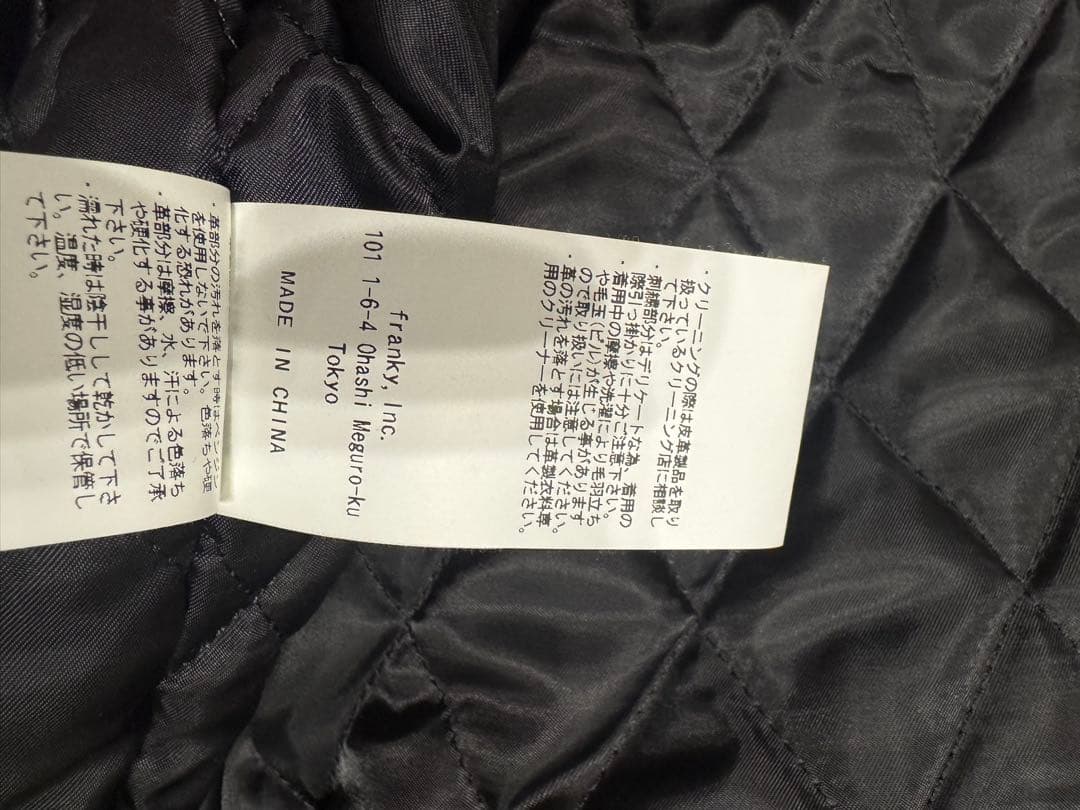 ・クリーニングの際は皮革製品を取り
扱っているクリーニング店に相談し
て下さい。
・刺繍部分はデリケートな為、着用の
際引っ掛かりに十分ご注意下さい。
・着用中の摩擦や洗濯により毛羽立ち
や毛玉(ピル)が生じる事があります
ので取り扱いには注意してください。
・革の汚れを落とす場合は革製衣料専
用のクリーナーを使用してください。
franky, Inc.
101 1-6-4 Ohashi Meguro-ku
Tokyo
MADE IN CHINA
・革部分の汚れを落とす時はベンジン
を使用しないで下さい。色落ちや硬
化する恐れがあります。
・革部分は摩擦、水、汗による色落ち
や硬化する事がありますのでご了承
下さい。
・濡れた時は陰干しして乾かして下さ
い。温度、湿度の低い場所で保管し
て下さい。